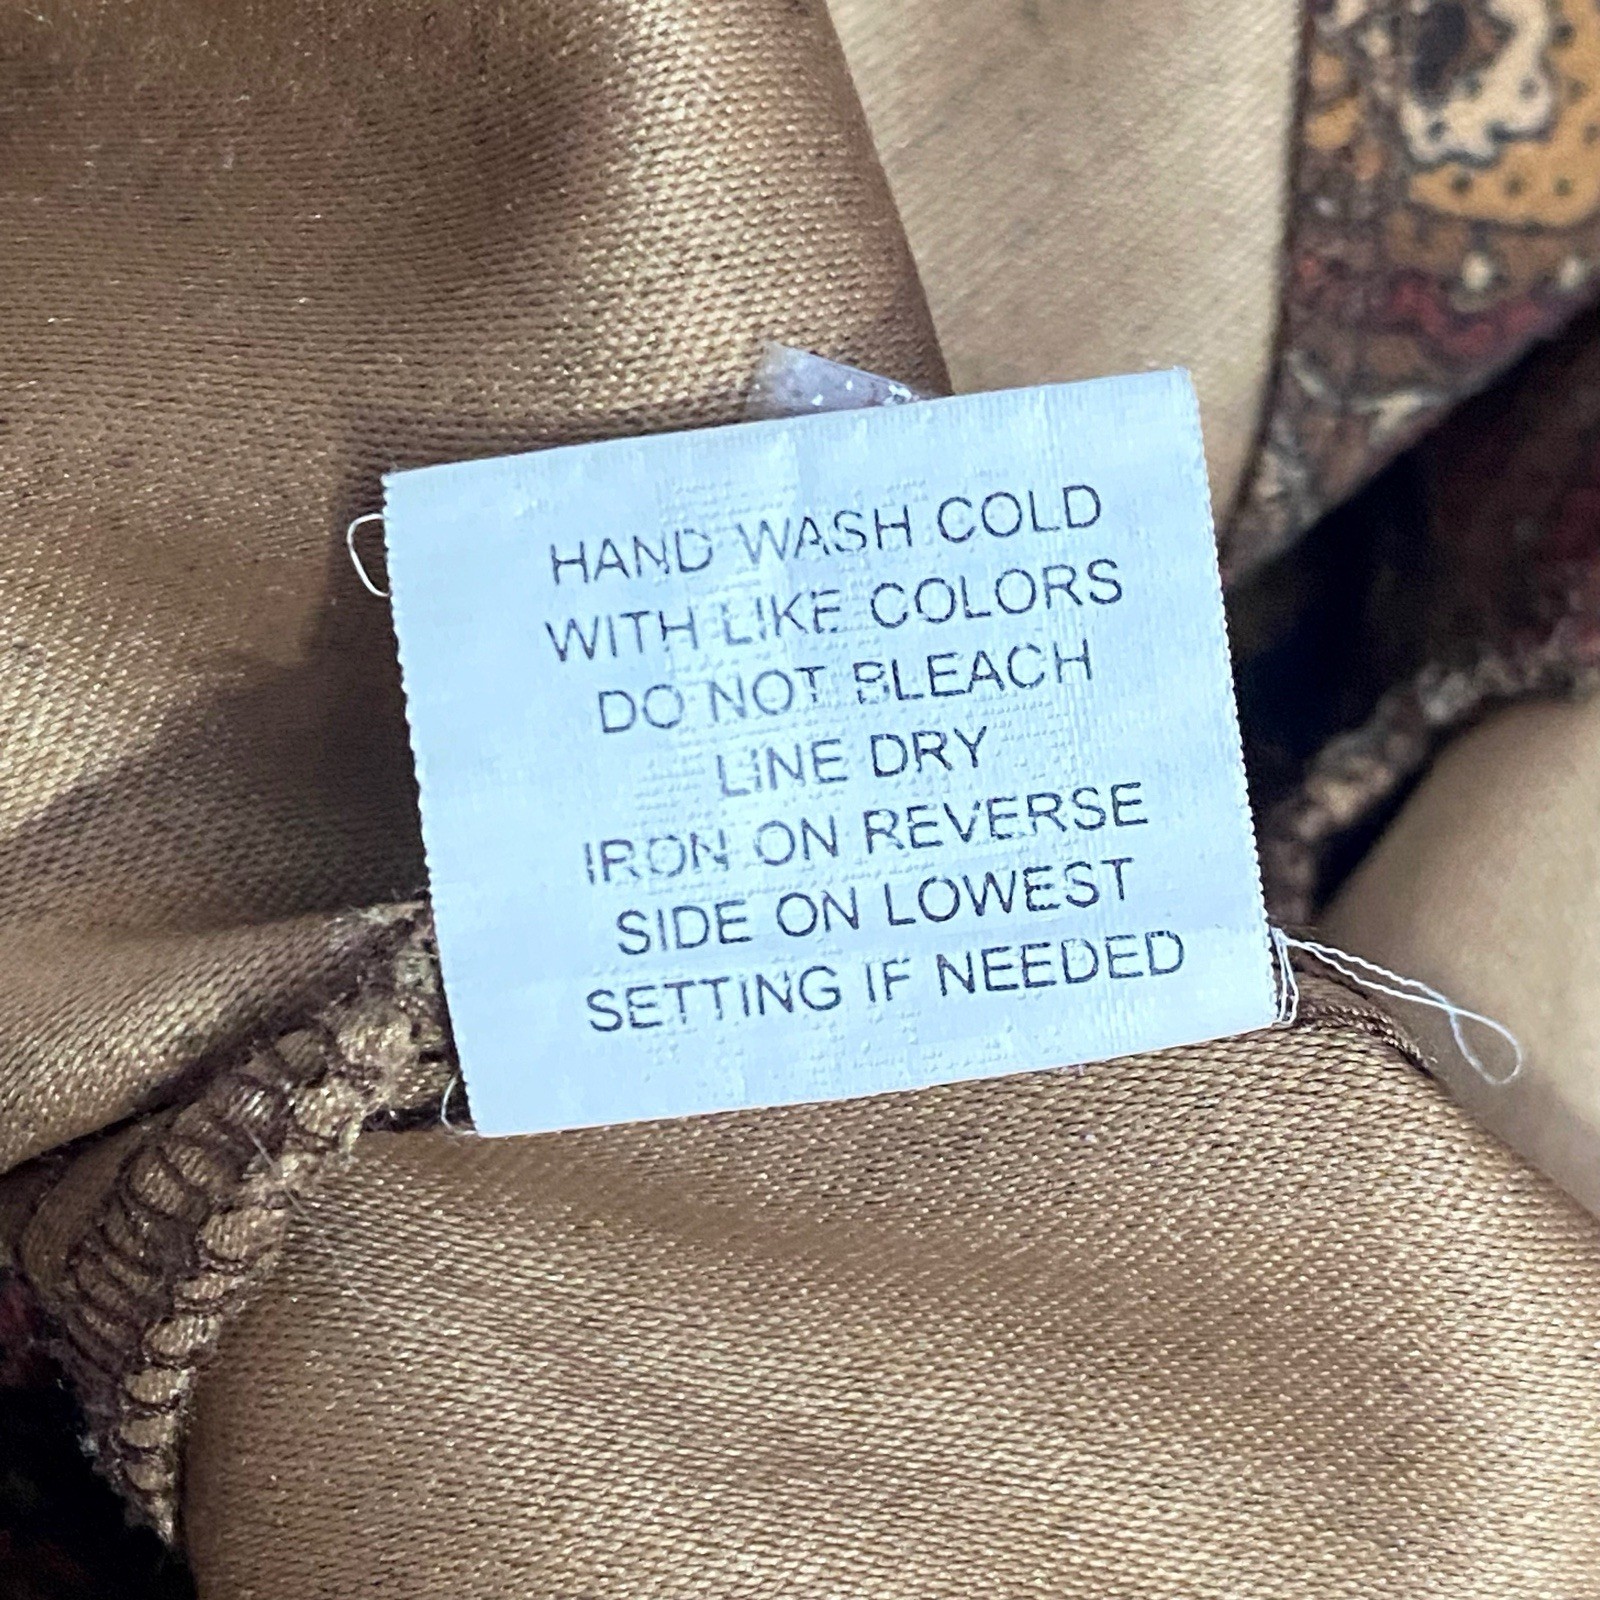 HAND WASH COLD
WITH LIKE COLORS
DO NOT BLEACH
LINE DRY
IRON ON REVERSE
SIDE ON LOWEST
SETTING IF NEEDED